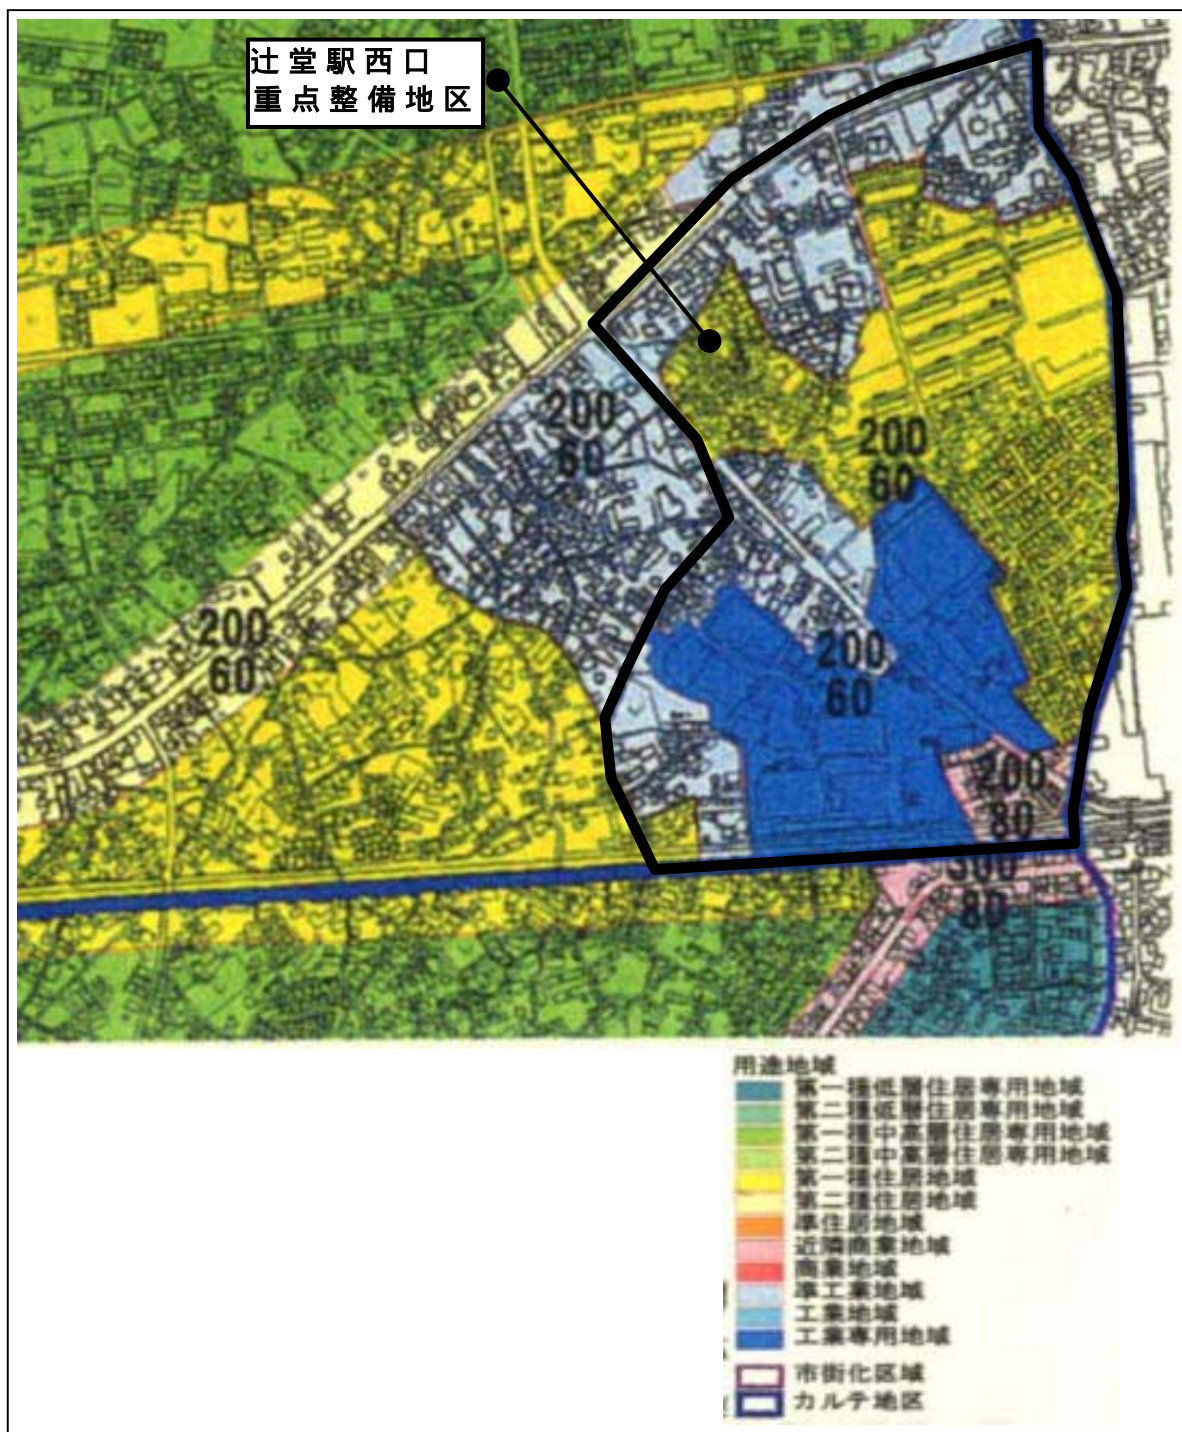 辻堂駅西口
重点整備地区
200
60
200
60
200
60
200
60
200
80
300
80
用途地域
第一種低層住居専用地域
第二種低層住居専用地域
第一種中高層住居専用地域
第二種中高層住居専用地域
第一種住居地域
第二種住居地域
準住居地域
近隣商業地域
商業地域
準工業地域
工業地域
工業専用地域
市街化区域
カルテ地区